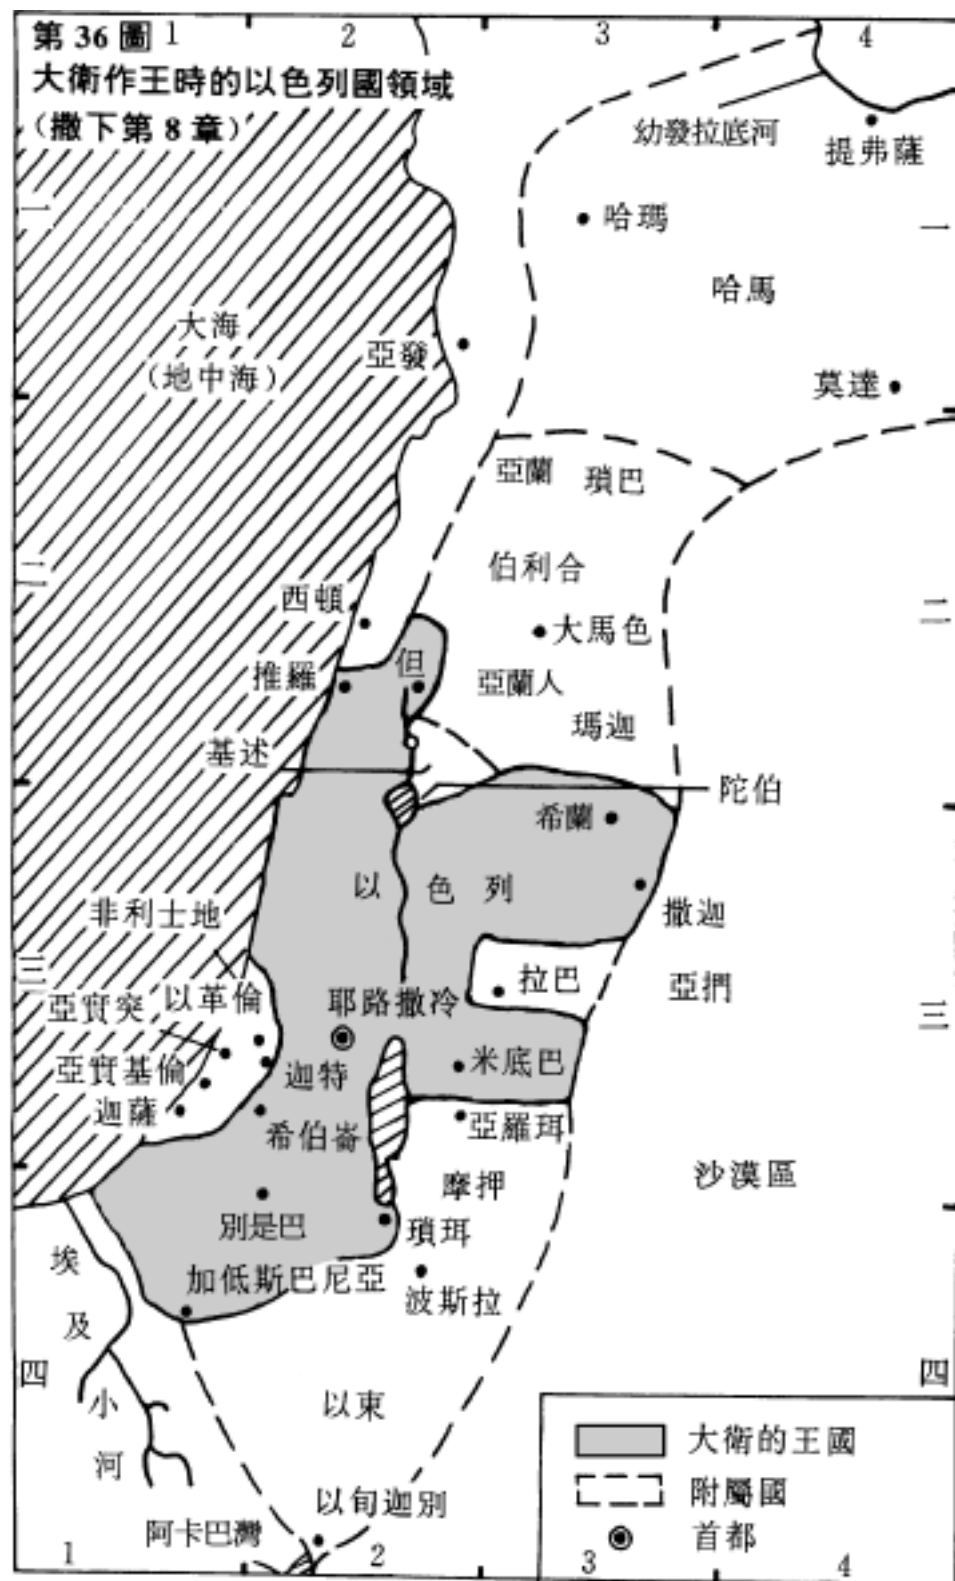 第 36 圖
大衛作王時的以色列國領域
（撒下第 8 章）
1
2
3
4
幼發拉底河
提弗薩
一
哈瑪
一
哈馬
大海
（地中海）
亞發
莫達
亞蘭
瑣巴
二
伯利合
西頓
大馬色
二
推羅
但
亞蘭人
瑪迦
基述
陀伯
希蘭
以色列
撒迦
非利士地
三
亞實突
以革倫
耶路撒冷
拉巴
亞捫
三
亞實基倫
迦特
米底巴
迦薩
希伯崙
亞羅珥
摩押
沙漠區
別是巴
瑣珥
加低斯巴尼亞
波斯拉
埃及小河
四
四
以東
大衛的王國
附屬國
首都
以旬迦別
阿卡巴灣
1
2
3
4